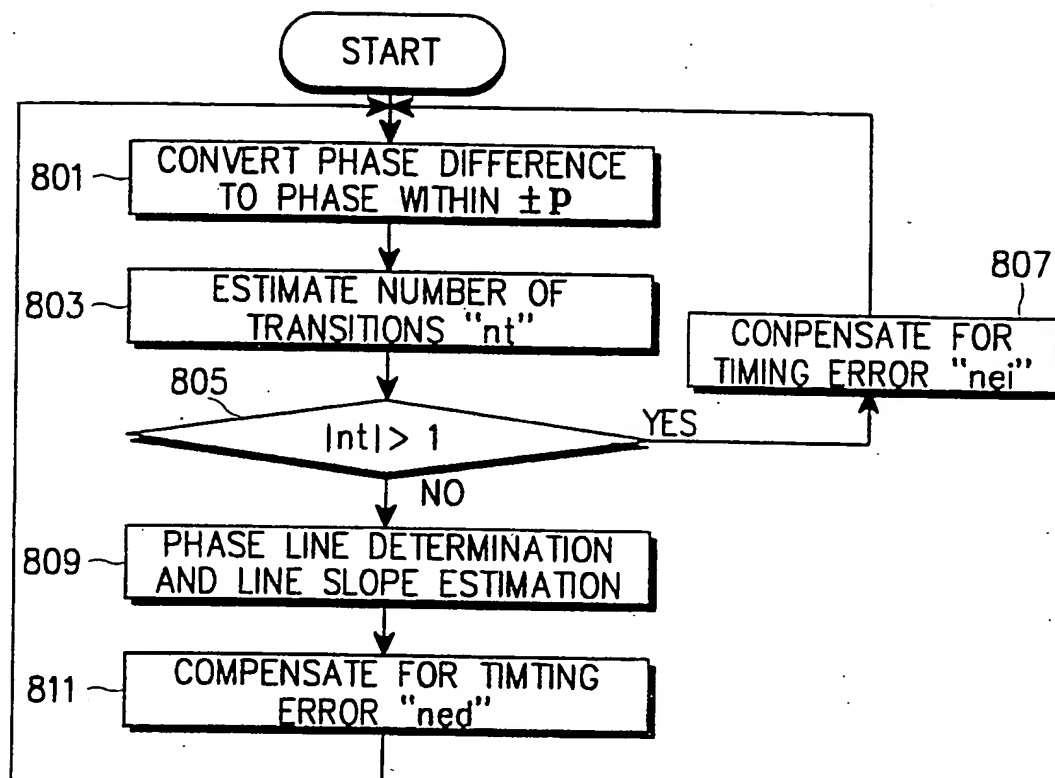 START
801
CONVERT PHASE DIFFERENCE
TO PHASE WITHIN ±P
803
ESTIMATE NUMBER OF
TRANSITIONS "nt"
807
CONPENSATE FOR
TIMING ERROR "nei"
805
|nt| > 1
YES
NO
809
PHASE LINE DETERMINATION
AND LINE SLOPE ESTIMATION
811
COMPENSATE FOR TIMTING
ERROR "ned"